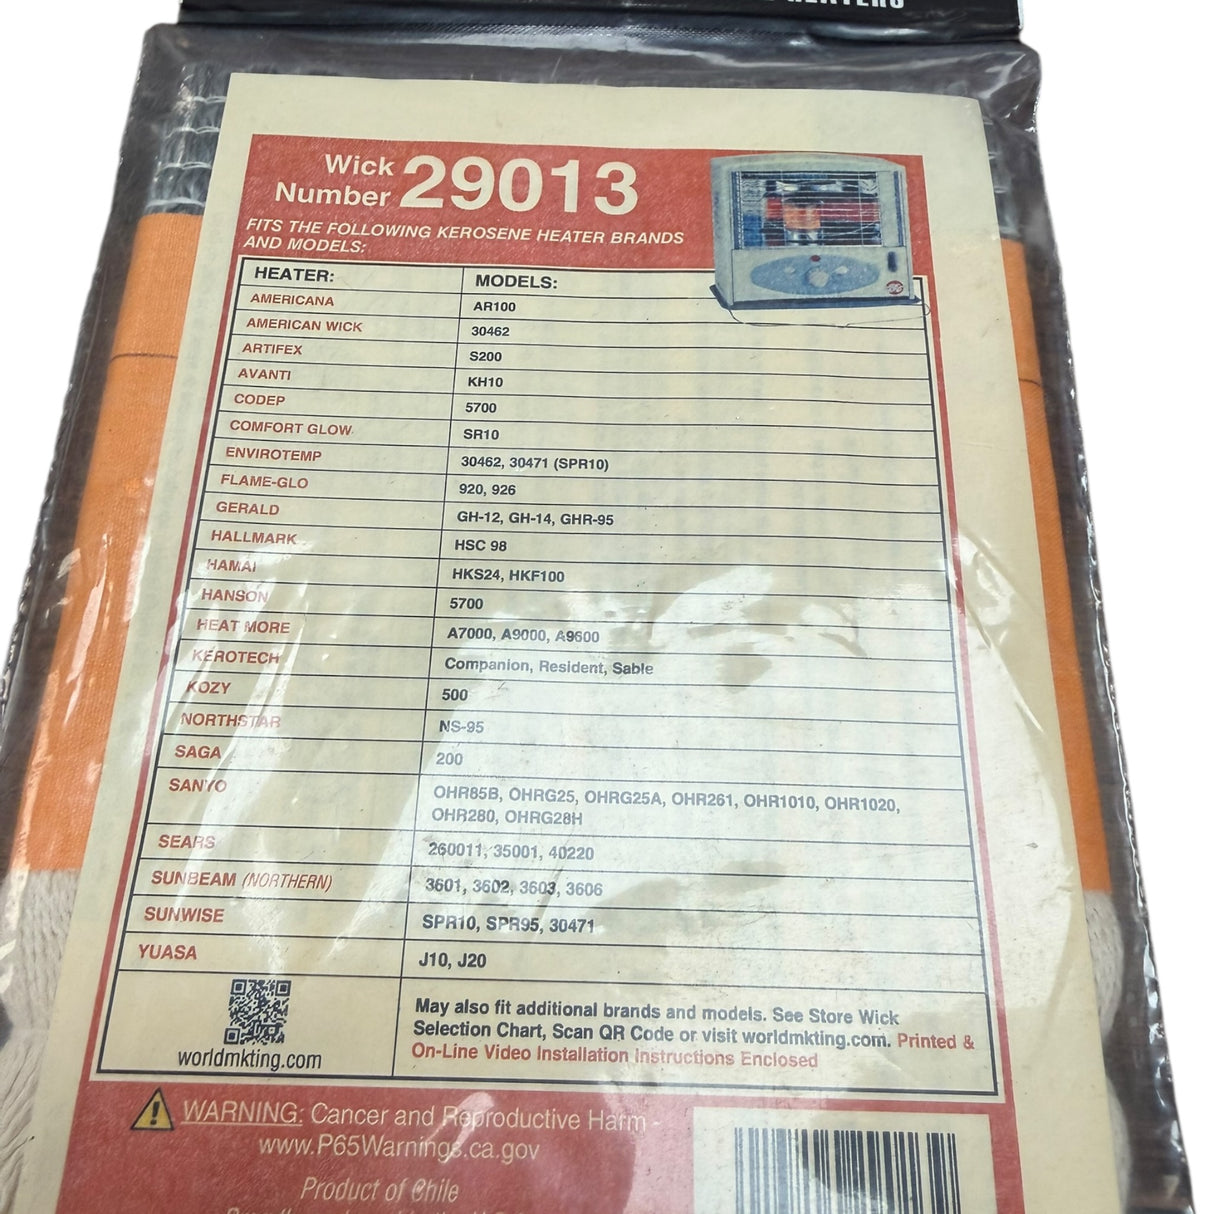 HEATERS
Wick
Number 29013
FITS THE FOLLOWING KEROSENE HEATER BRANDS
AND MODELS:
HEATER: MODELS:
AMERICANA AR100
AMERICAN WICK 30462
ARTIFEX S200
AVANTI KH10
CODEP 5700
COMFORT GLOW SR10
ENVIROTEMP 30462, 30471 (SPR10)
FLAME-GLO 920, 926
GERALD GH-12, GH-14, GHR-95
HALLMARK HSC 98
HAMAI HKS24, HKF100
HANSON 5700
HEAT MORE A7000, A9000, A9600
KEROTECH Companion, Resident, Sable
KOZY 500
NORTHSTAR NS-95
SAGA 200
SANYO OHR85B, OHRG25, OHRG25A, OHR261, OHR1010, OHR1020,
OHR280, OHRG28H
SEARS 260011, 35001, 40220
SUNBEAM (NORTHERN) 3601, 3602, 3603, 3606
SUNWISE SPR10, SPR95, 30471
YUASA J10, J20
worldmkting.com
May also fit additional brands and models. See Store Wick
Selection Chart, Scan QR Code or visit worldmkting.com. Printed &
On-Line Video Installation Instructions Enclosed
WARNING: Cancer and Reproductive Harm -
www.P65Warnings.ca.gov
Product of Chile